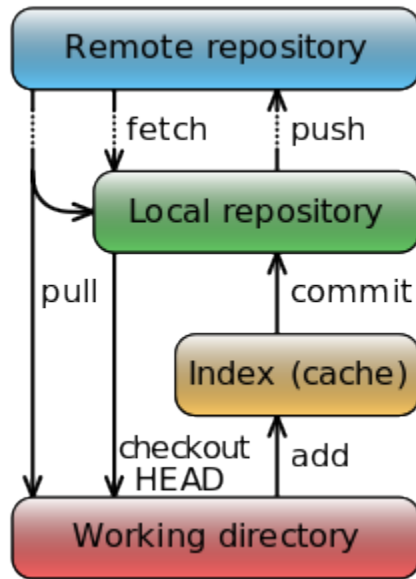 Remote repository
fetch
push
Local repository
pull
commit
Index (cache)
checkout
HEAD
add
Working directory